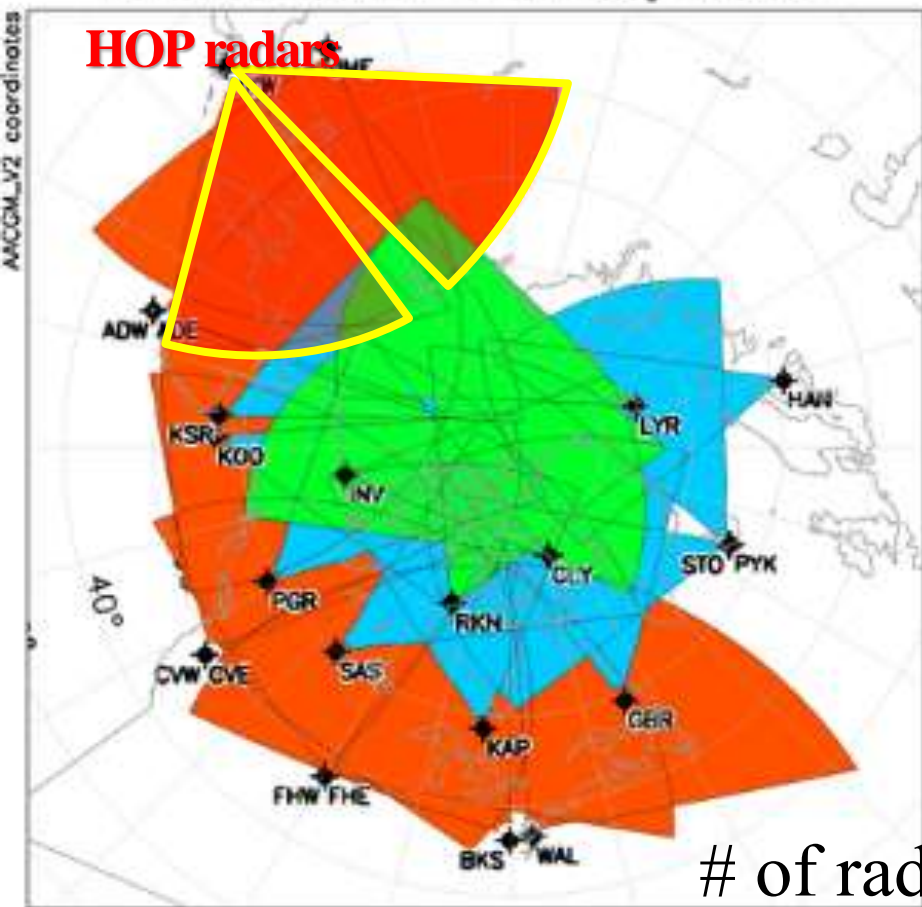 AACGM_V2 coordinates
HOP radars
ADW ADE
HAN
KSR
KOD
LYR
INV
STO PYK
CLY
PGR
RKN
40°
CVW CVE
SAS
GBR
KAP
FHW FHE
BKS
WAL
# of rad